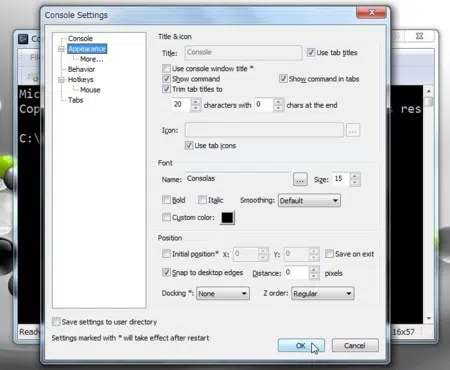 Console Settings
Console
Appearance
More...
Behavior
Hotkeys
Mouse
Tabs
Title & icon
Title: Console Use tab titles
Use console window title *
Show command Show command in tabs
Trim tab titles to
20 characters with 0 chars at the end
Icon: ...
Use tab icons
Font
Name: Consolas ... Size: 15
Bold Italic Smoothing: Default
Custom color:
Position
Initial position* X: 0 Y: 0 Save on exit
Snap to desktop edges Distance: 0 pixels
Docking *: None Z order: Regular
Save settings to user directory
Settings marked with * will take effect after restart
OK Cancel
Co
File
Mic
Cop res
C:\
Ready 16x57